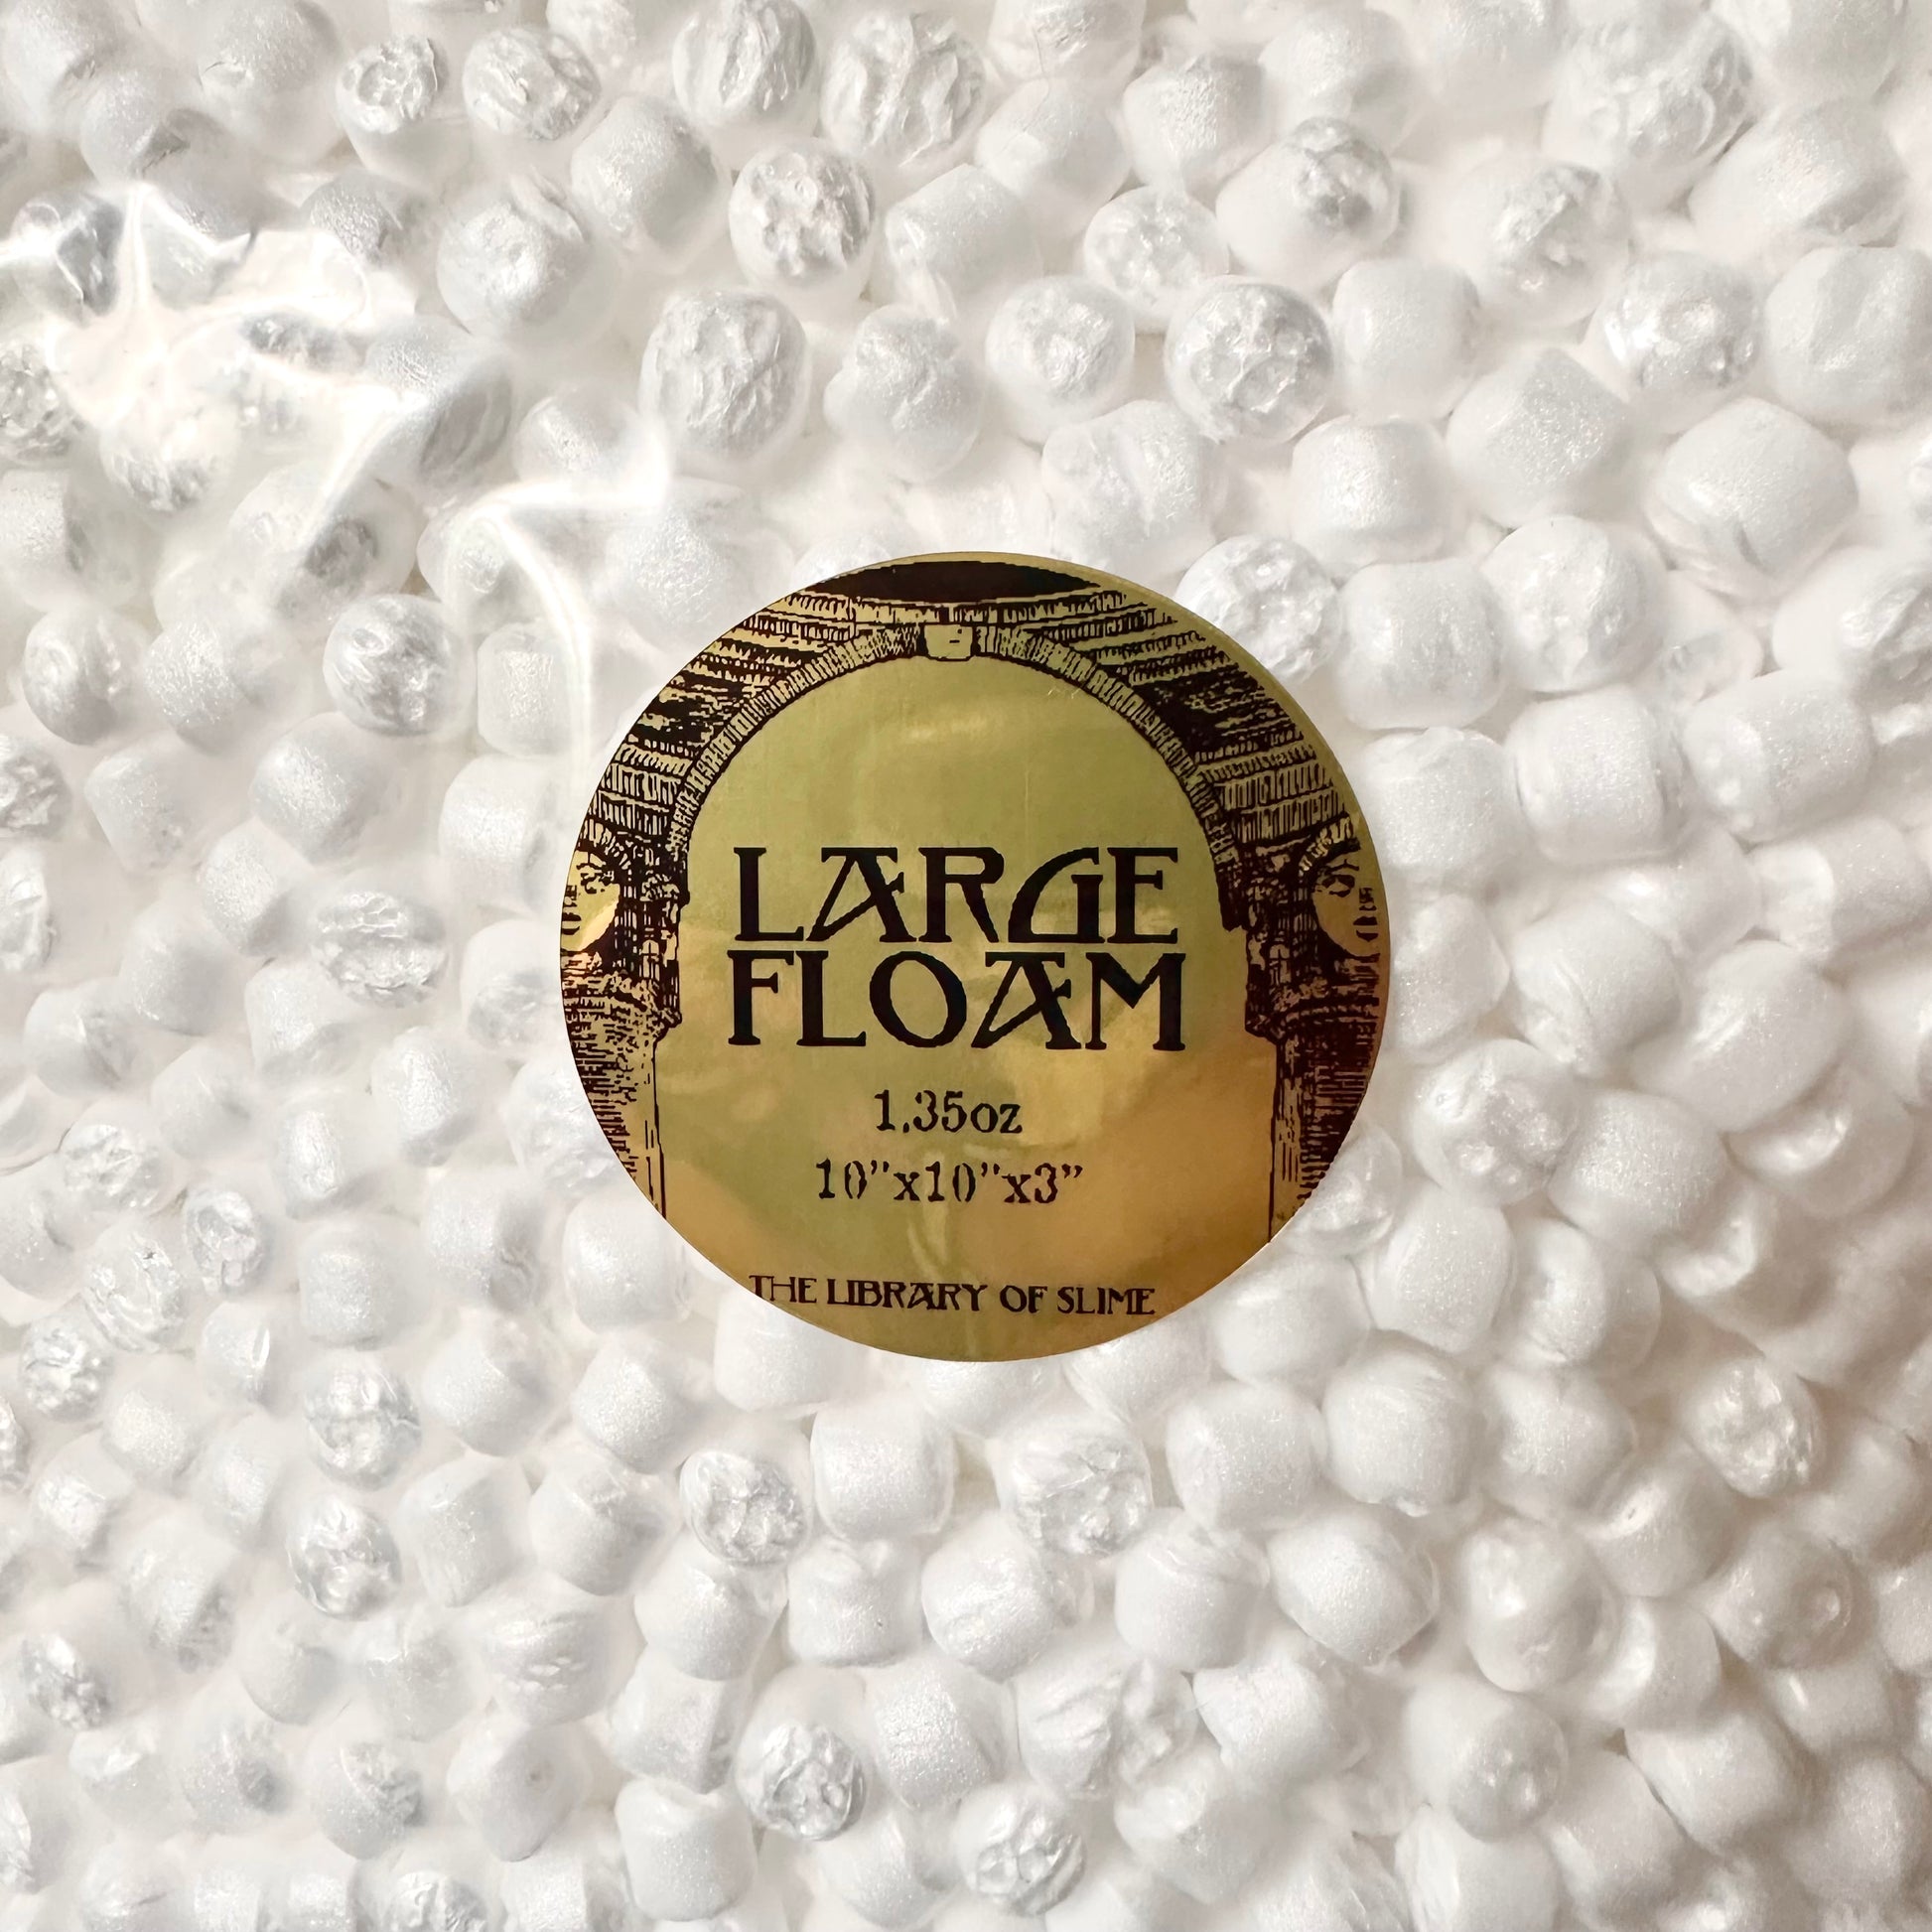 LARGE
FLOAM
1.35oz
10"x10"x3"
THE LIBRARY OF SLIME